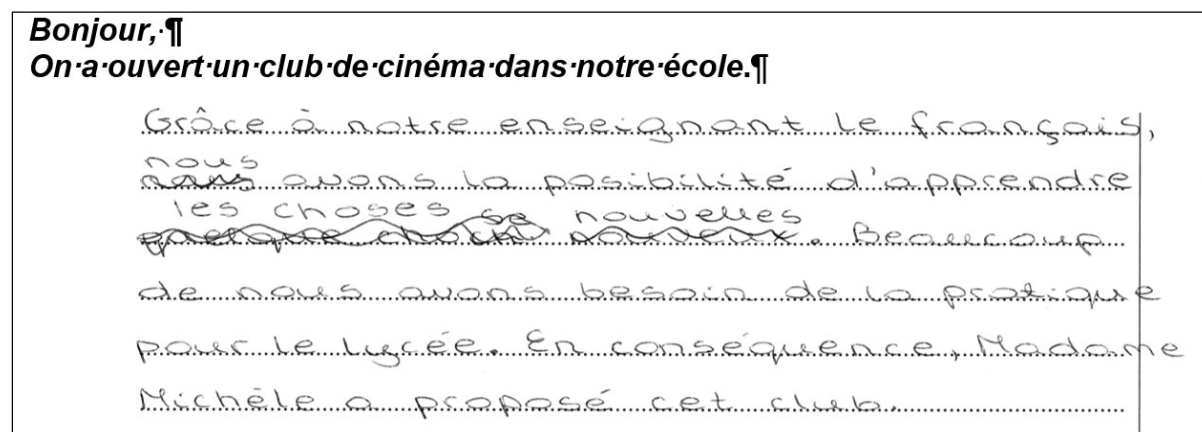 Bonjour,·¶
On·a·ouvert·un·club·de·cinéma·dans·notre·école.¶
Grâce à notre enseignant le français,
nous
avons la posibilité d'apprendre
les choses nouvelles
. Beaucoup
de nous avons besoin de la pratique
pour le lycée. En conséquence, Madame
Michèle a proposé cet club.